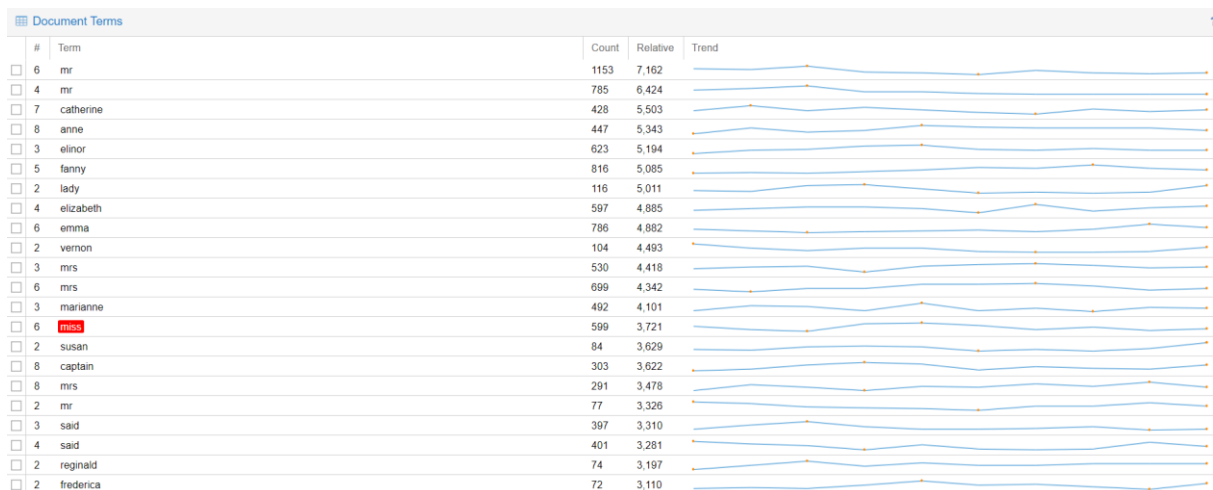 Document Terms
# Term Count Relative Trend
6 mr 1153 7,162
4 mr 785 6,424
7 catherine 428 5,503
8 anne 447 5,343
3 elinor 623 5,194
5 fanny 816 5,085
2 lady 116 5,011
4 elizabeth 597 4,885
6 emma 786 4,882
2 vernon 104 4,493
3 mrs 530 4,418
6 mrs 699 4,342
3 marianne 492 4,101
6 miss 599 3,721
2 susan 84 3,629
8 captain 303 3,622
8 mrs 291 3,478
2 mr 77 3,326
3 said 397 3,310
4 said 401 3,281
2 reginald 74 3,197
2 frederica 72 3,110